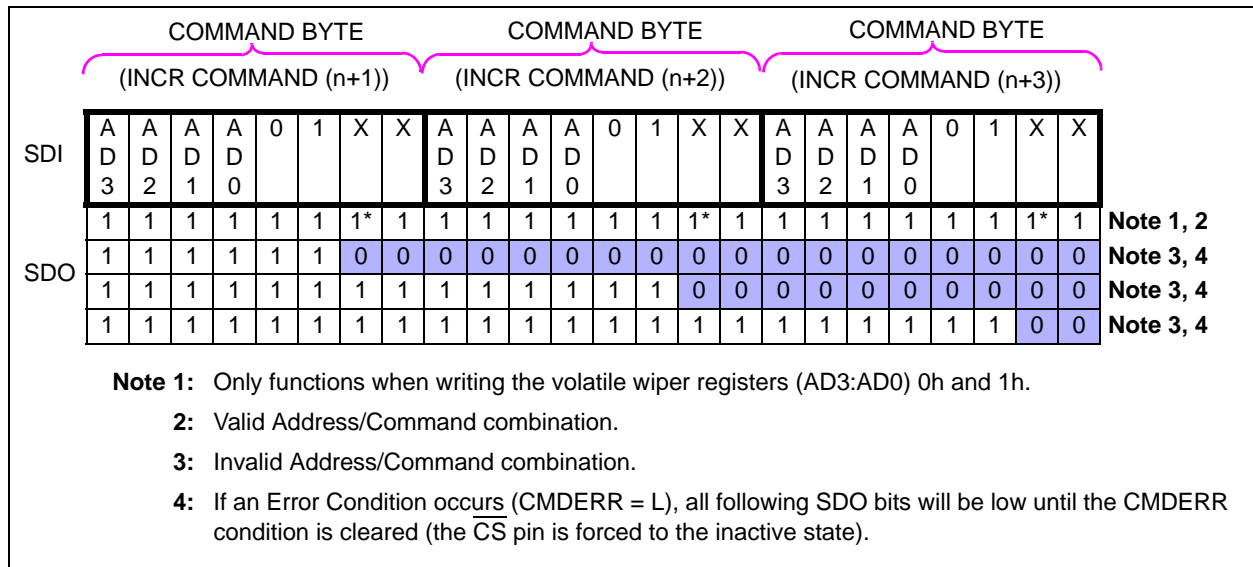 COMMAND BYTE COMMAND BYTE COMMAND BYTE
(INCR COMMAND (n+1)) (INCR COMMAND (n+2)) (INCR COMMAND (n+3))
A A A A 0 1 X X A A A A 0 1 X X A A A A 0 1 X X
SDI D D D D D D D D D D D D
3 2 1 0 3 2 1 0 3 2 1 0
1 1 1 1 1 1 1* 1 1 1 1 1 1 1 1* 1 1 1 1 1 1 1 1* 1 Note 1, 2
SDO 1 1 1 1 1 1 0 0 0 0 0 0 0 0 0 0 0 0 0 0 0 0 0 0 Note 3, 4
1 1 1 1 1 1 1 1 1 1 1 1 1 1 0 0 0 0 0 0 0 0 0 0 Note 3, 4
1 1 1 1 1 1 1 1 1 1 1 1 1 1 1 1 1 1 1 1 1 1 0 0 Note 3, 4
Note 1: Only functions when writing the volatile wiper registers (AD3:AD0) 0h and 1h.
2: Valid Address/Command combination.
3: Invalid Address/Command combination.
4: If an Error Condition occurs (CMDERR = L), all following SDO bits will be low until the CMDERR
condition is cleared (the CS pin is forced to the inactive state).